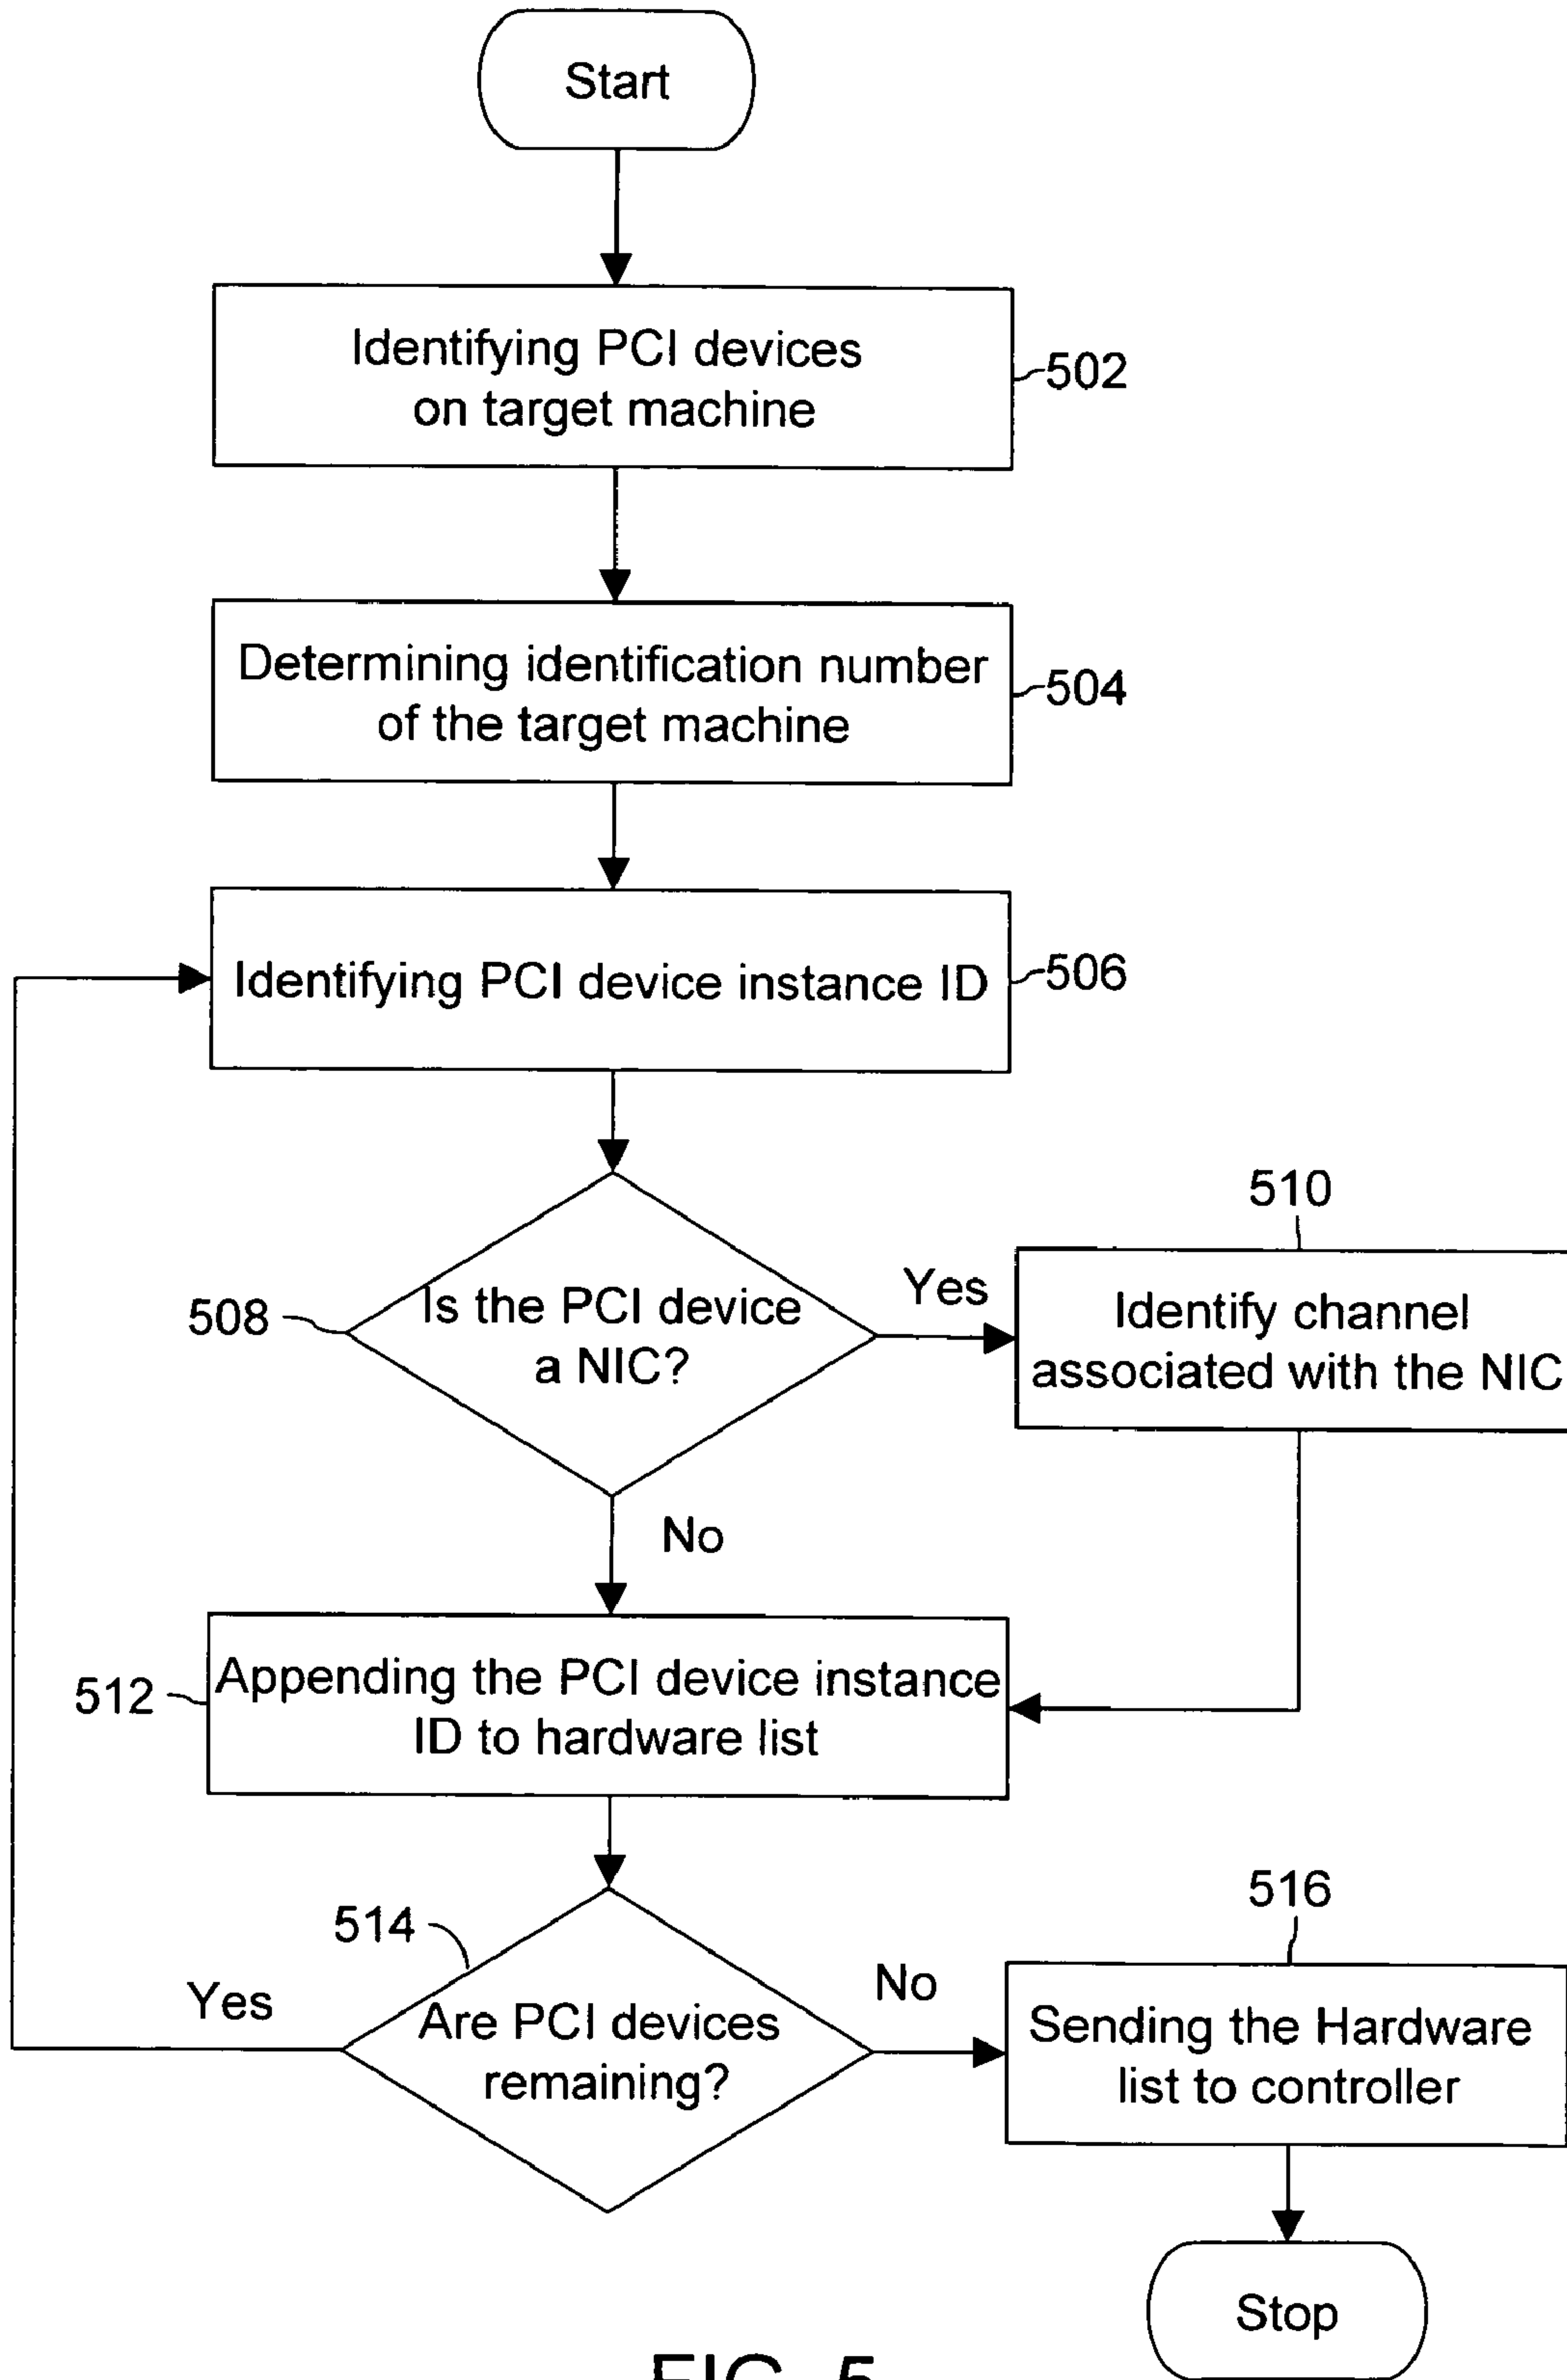 Start
Identifying PCI devices
on target machine
502
Determining identification number
of the target machine
504
Identifying PCI device instance ID
506
508
Is the PCI device
a NIC?
Yes
510
Identify channel
associated with the NIC
No
512
Appending the PCI device instance
ID to hardware list
514
Are PCI devices
remaining?
Yes
No
516
Sending the Hardware
list to controller
Stop
FIG. 5